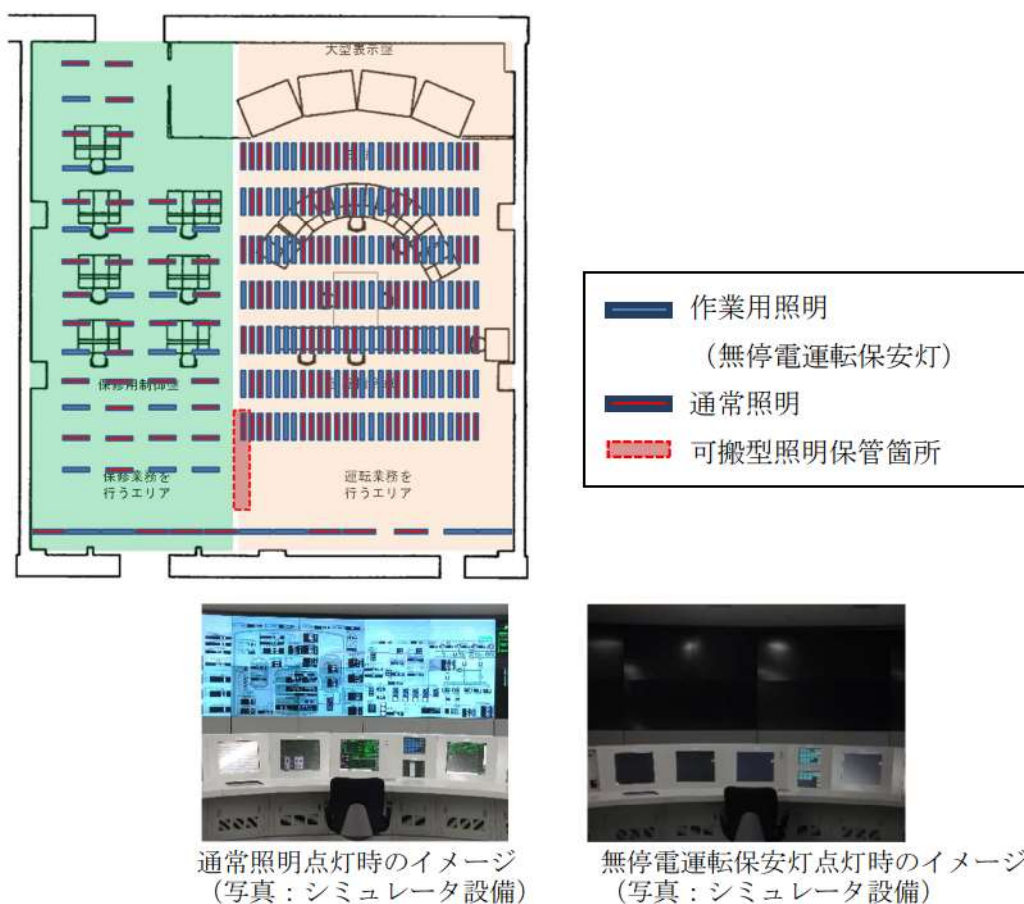 大型表示盤
保修用制御盤
保修業務を
行うエリア
運転業務を
行うエリア
作業用照明
(無停電運転保安灯)
通常照明
可搬型照明保管箇所
通常照明点灯時のイメージ
(写真:シミュレータ設備)
無停電運転保安灯点灯時のイメージ
(写真:シミュレータ設備)